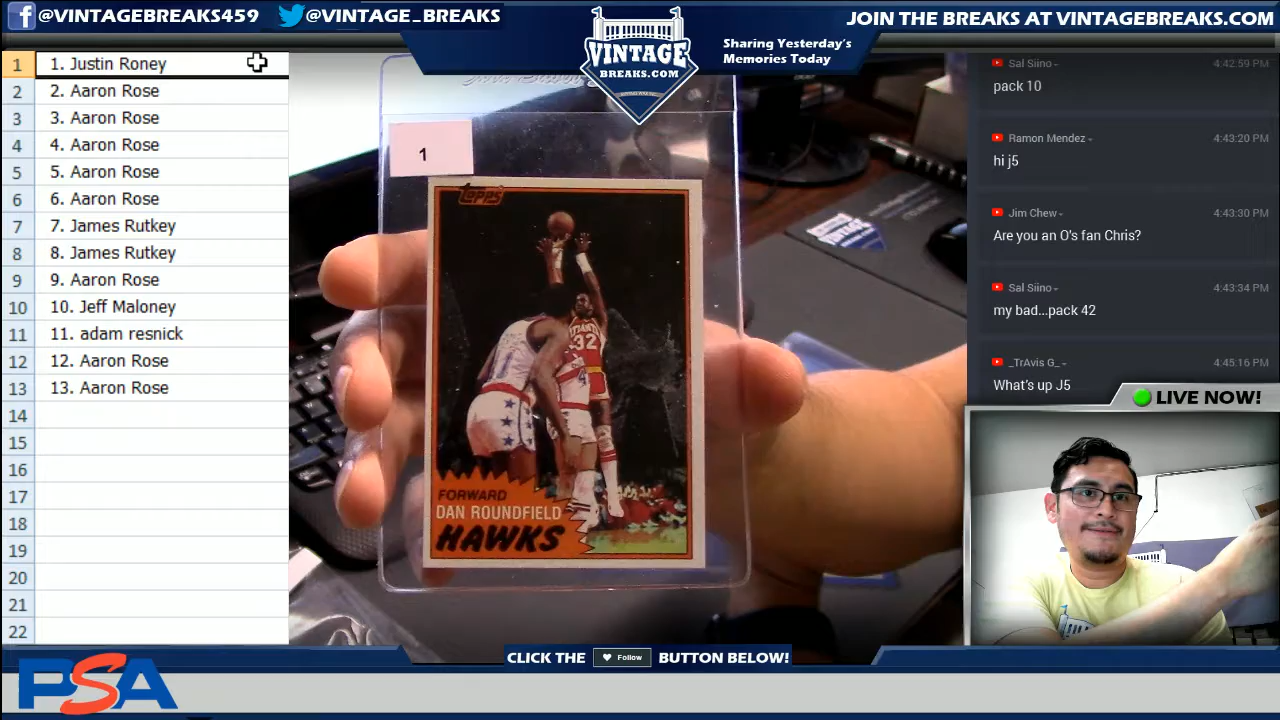 @VINTAGEBREAKS459
@VINTAGE_BREAKS
VINTAGE
BREAKS.COM
Sharing Yesterday's
Memories Today
JOIN THE BREAKS AT VINTAGEBREAKS.COM
1 1. Justin Roney
2 2. Aaron Rose
3 3. Aaron Rose
4 4. Aaron Rose
5 5. Aaron Rose
6 6. Aaron Rose
7 7. James Rutkey
8 8. James Rutkey
9 9. Aaron Rose
10 10. Jeff Maloney
11 11. adam resnick
12 12. Aaron Rose
13 13. Aaron Rose
14
15
16
17
18
19
20
21
22
1
Topps
32
FORWARD
DAN ROUNDFIELD
HAWKS
Sal Siino 4:42:59 PM
pack 10
Ramon Mendez 4:43:20 PM
hi j5
Jim Chew 4:43:30 PM
Are you an O's fan Chris?
Sal Siino 4:43:34 PM
my bad...pack 42
_TrAvis G_ 4:45:16 PM
What's up J5
LIVE NOW!
CLICK THE Follow BUTTON BELOW!
PSA